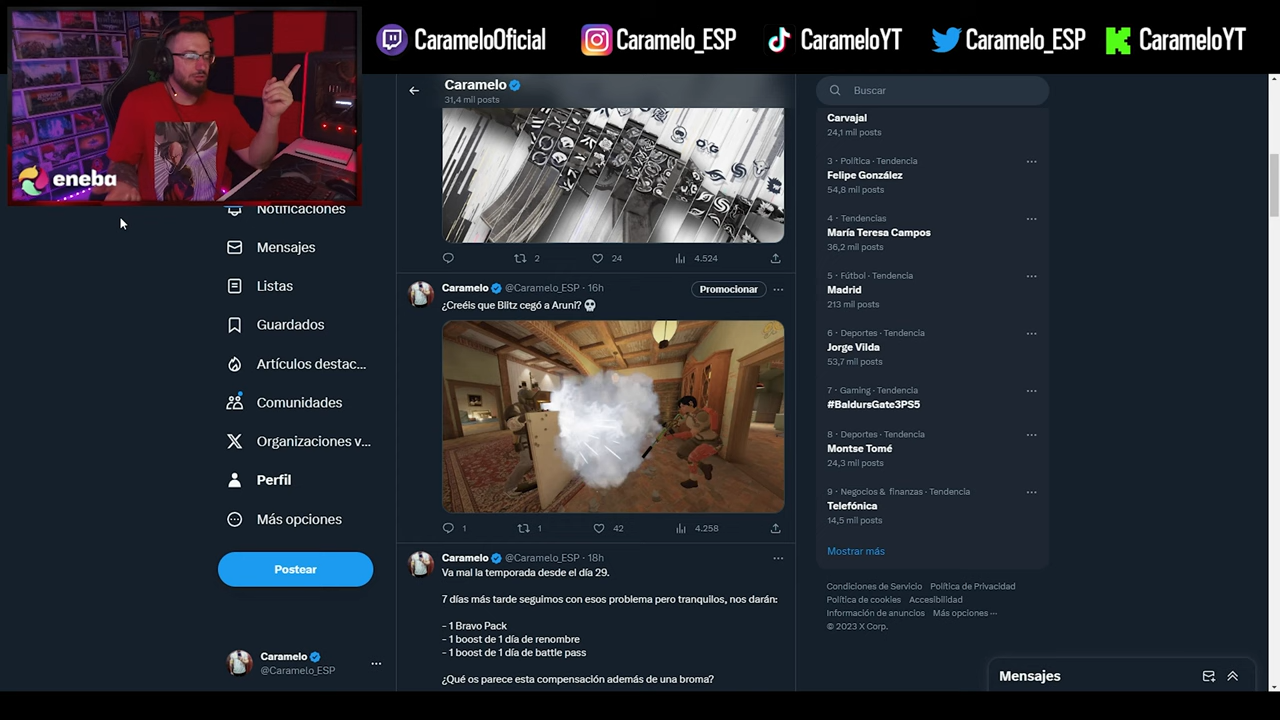 CarameloOficial
Caramelo_ESP
CarameloYT
Caramelo_ESP
CarameloYT
eneba
Notificaciones
Mensajes
Listas
Guardados
Artículos destac...
Comunidades
Organizaciones v...
Perfil
Más opciones
Postear
Caramelo
@Caramelo_ESP
Caramelo
31,4 mil posts
2 24 4.524
Caramelo @Caramelo_ESP · 16h
Promocionar
¿Creéis que Blitz cegó a Aruni? 💀
1 1 42 4.258
Caramelo @Caramelo_ESP · 18h
Va mal la temporada desde el día 29.
7 días más tarde seguimos con esos problema pero tranquilos, nos darán:
- 1 Bravo Pack
- 1 boost de 1 día de renombre
- 1 boost de 1 día de battle pass
¿Qué os parece esta compensación además de una broma?
Buscar
Carvajal
24,1 mil posts
3 · Política · Tendencia
Felipe González
54,8 mil posts
4 · Tendencias
María Teresa Campos
36,2 mil posts
5 · Fútbol · Tendencia
Madrid
213 mil posts
6 · Deportes · Tendencia
Jorge Vilda
53,7 mil posts
7 · Gaming · Tendencia
#BaldursGate3PS5
8 · Deportes · Tendencia
Montse Tomé
24,3 mil posts
9 · Negocios & finanzas · Tendencia
Telefónica
14,5 mil posts
Mostrar más
Condiciones de Servicio Política de Privacidad
Política de cookies Accesibilidad
Información de anuncios Más opciones ···
© 2023 X Corp.
Mensajes